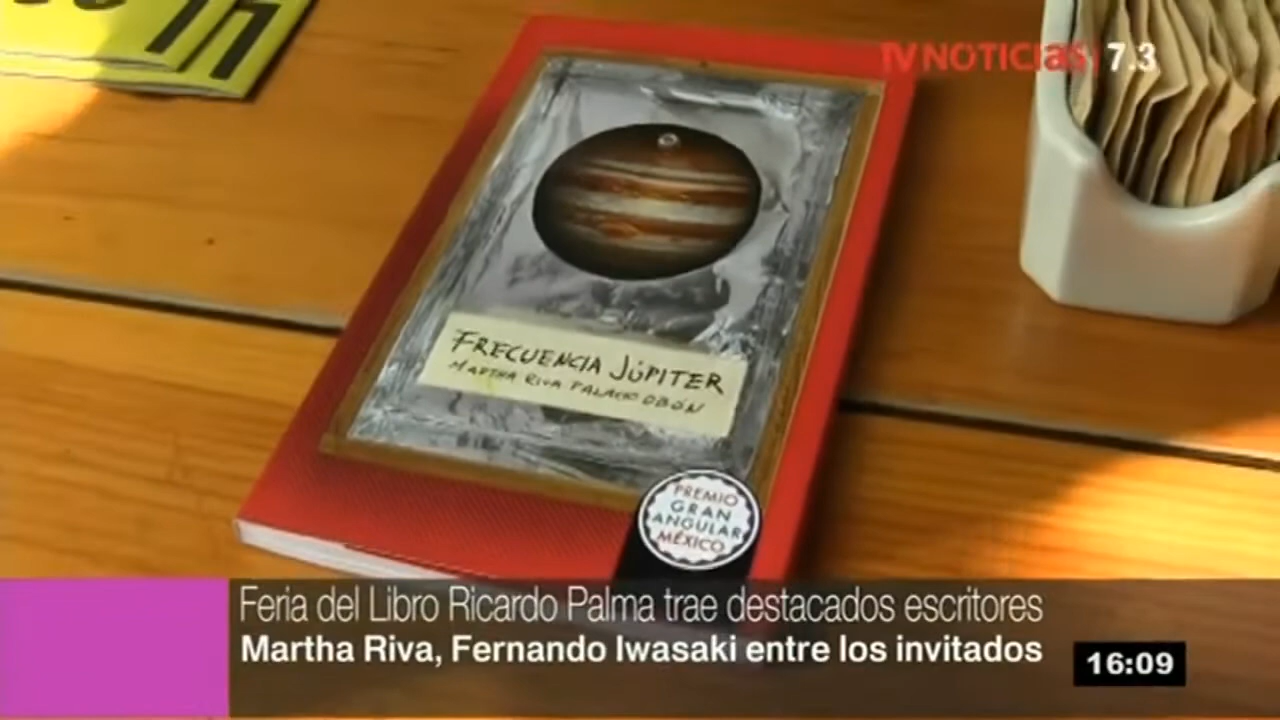 TV NOTICIAS 7.3
FRECUENCIA JÚPITER
MARTHA RIVA PALACIO OBÓN
PREMIO
GRAN
ANGULAR
MÉXICO
Feria del Libro Ricardo Palma trae destacados escritores
Martha Riva, Fernando Iwasaki entre los invitados
16:09